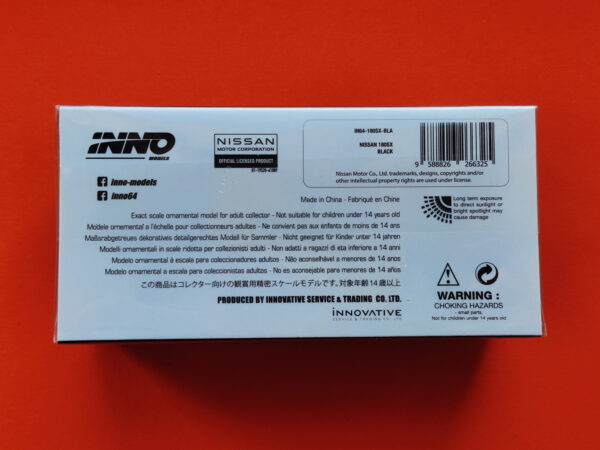 INNO
MODELS
inno-models
inno64
NISSAN
MOTOR CORPORATION
OFFICIAL LICENSED PRODUCT
IN64-180SX-BLA
NISSAN 180SX
BLACK
9 588826 266325
Nissan Motor Co., Ltd. trademarks, designs, copyrights and/or
other intellectual property rights are used under license.
Made in China - Fabriqué en Chine
Long term exposure
to direct sunlight or
bright spotlight may
cause damage
Exact scale ornamental model for adult collector - Not suitable for children under 14 years old
Modele ornamental a l'échelle pour collectionneurs adultes - Ne convient pas aux enfants de moins de 14 ans
Maßsrabgetreues dekoratives detailgerechtes Modell für Sammler - Nicht geeignet für Kinder unter 14 jahren
Modelli ornamentali in scale ridotta per collezionisti adulti - Non adatti a ragazzi di eta inferiore a 14 anni
Modelo ornamental à escala para coleccionadores adultos - Não aconselhável a menores de 14 anos
Modelo ornamental a escala para coleccionistas adultos - No es aconsejable para menores de 14 años
この商品はコレクター向けの観賞用精密スケールモデルです。対象年齢14歳以上
PRODUCED BY INNOVATIVE SERVICE & TRADING CO. LTD.
iNNOVATIVE
SERVICE & TRADING CO. LTD
WARNING :
CHOKING HAZARDS
- small parts.
Not for children under 14 years old